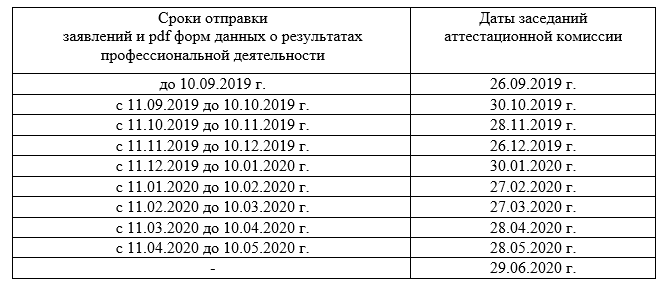 Сроки отправки
заявлений и pdf форм данных о результатах
профессиональной деятельности
Даты заседаний
аттестационной комиссии
до 10.09.2019 г. 26.09.2019 г.
с 11.09.2019 до 10.10.2019 г. 30.10.2019 г.
с 11.10.2019 до 10.11.2019 г. 28.11.2019 г.
с 11.11.2019 до 10.12.2019 г. 26.12.2019 г.
с 11.12.2019 до 10.01.2020 г. 30.01.2020 г.
с 11.01.2020 до 10.02.2020 г. 27.02.2020 г.
с 11.02.2020 до 10.03.2020 г. 27.03.2020 г.
с 11.03.2020 до 10.04.2020 г. 28.04.2020 г.
с 11.04.2020 до 10.05.2020 г. 28.05.2020 г.
- 29.06.2020 г.